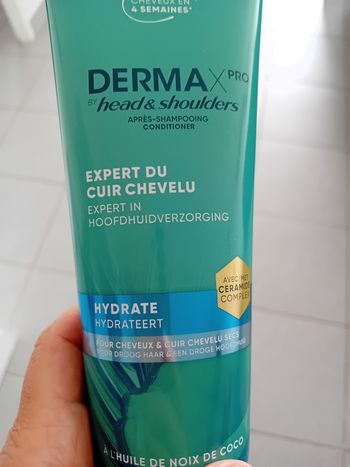 CHEVEUX EN
4 SEMAINES*
DERMAXPRO
BY head & shoulders
APRÈS-SHAMPOOING
CONDITIONER
EXPERT DU
CUIR CHEVELU
EXPERT IN
HOOFDHUIDVERZORGING
AVEC/MET
CERAMIDE
COMPLEX
HYDRATE
HYDRATEERT
POUR CHEVEUX & CUIR CHEVELU SECS
VOOR DROOG HAAR & EEN DROGE HOOFDHUID
À L'HUILE DE NOIX DE COCO